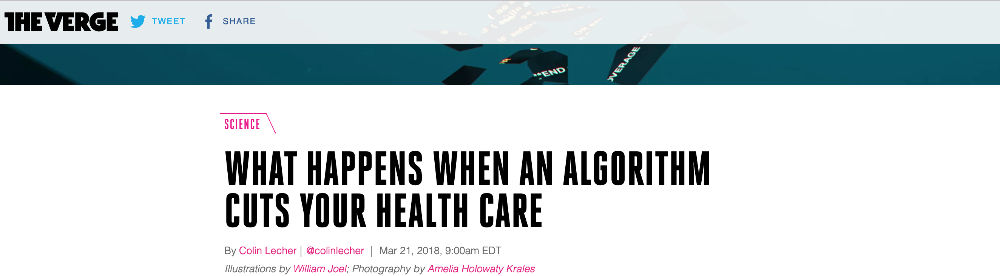 THE VERGE TWEET SHARE
**END
OVERAGE
SCIENCE
WHAT HAPPENS WHEN AN ALGORITHM
CUTS YOUR HEALTH CARE
By Colin Lecher | @colinlecher | Mar 21, 2018, 9:00am EDT
Illustrations by William Joel; Photography by Amelia Holowaty Krales